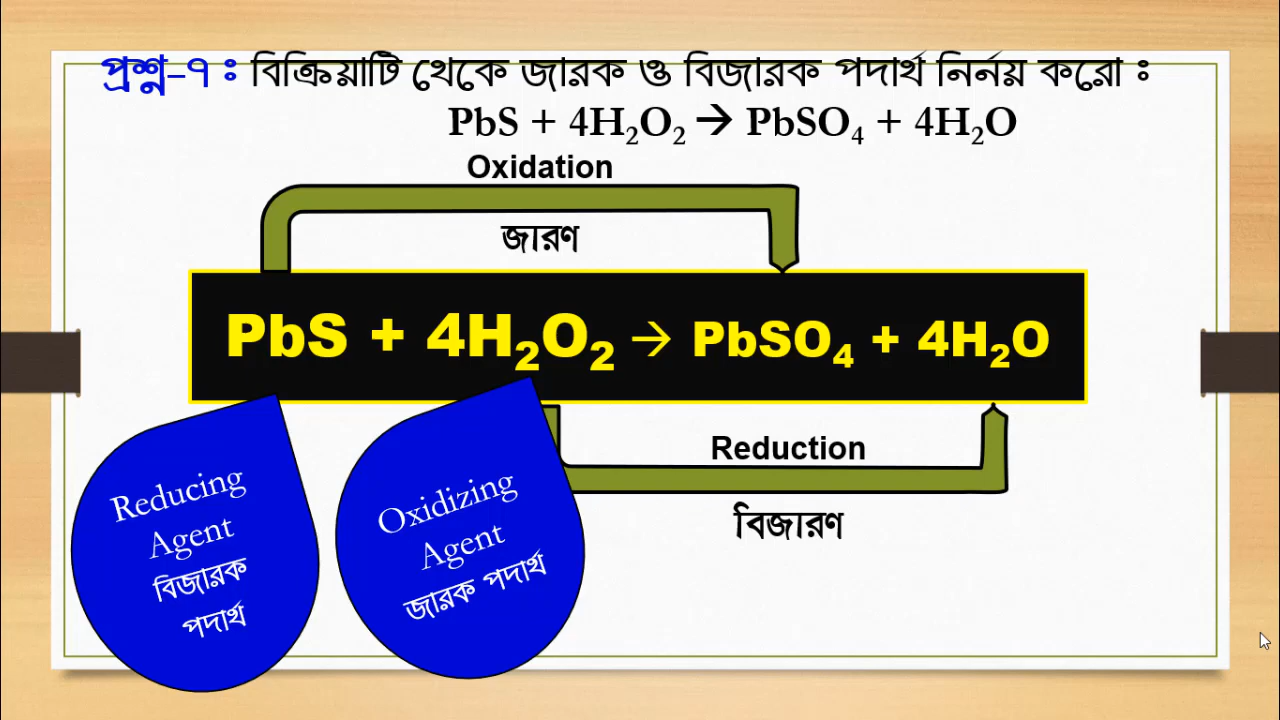 প্রশ্ন-৭ ঃ বিক্রিয়াটি থেকে জারক ও বিজারক পদার্থ নির্নয় করো ঃ
PbS + 4H₂O₂ → PbSO₄ + 4H₂O
Oxidation
জারণ
PbS + 4H₂O₂ → PbSO₄ + 4H₂O
Reduction
বিজারণ
Reducing
Agent
বিজারক
পদার্থ
Oxidizing
Agent
জারক পদার্থ